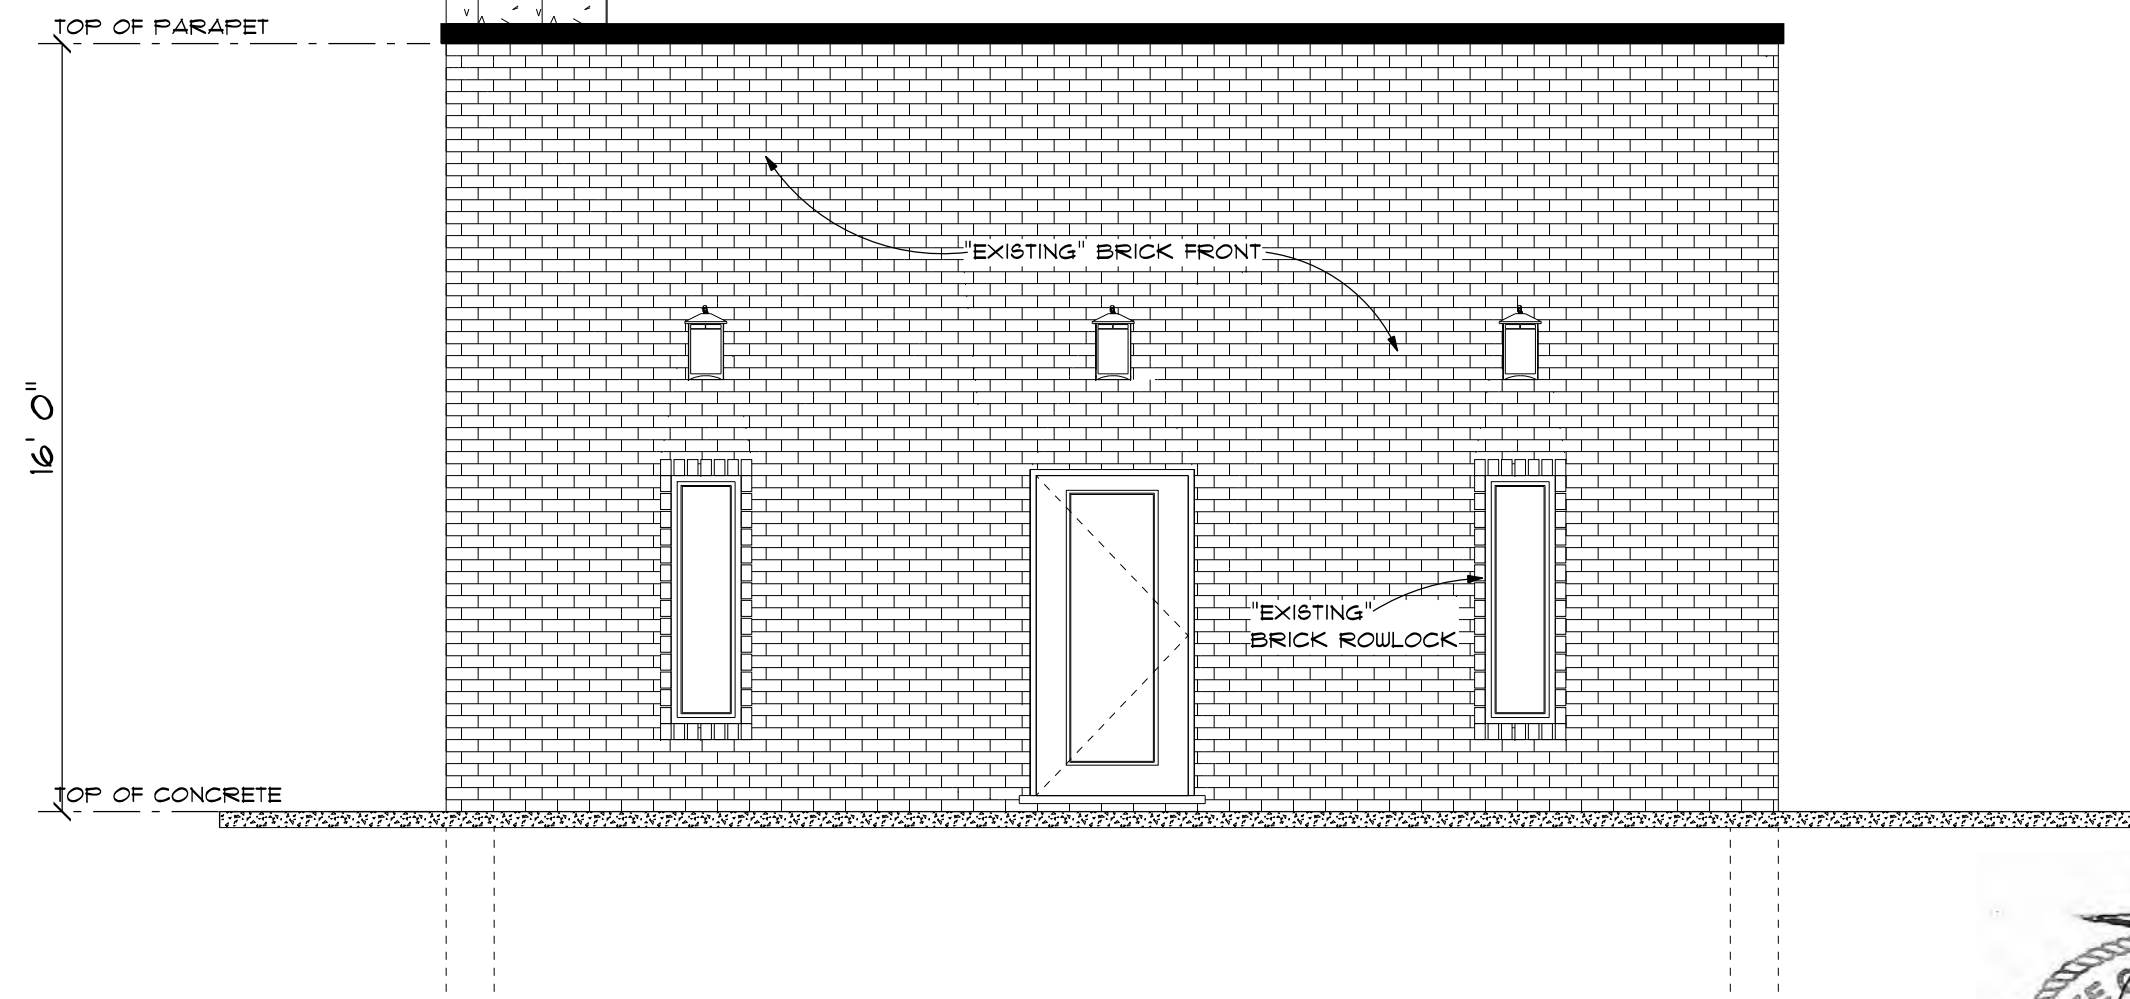 TOP OF PARAPET
"EXISTING" BRICK FRONT
16' 0"
"EXISTING"
BRICK ROWLOCK
TOP OF CONCRETE